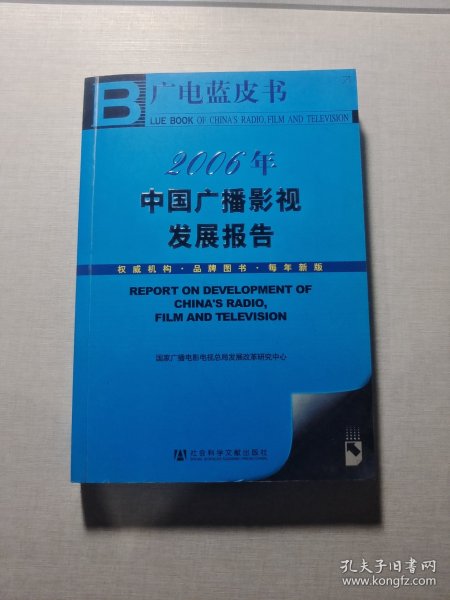 广电蓝皮书
BLUE BOOK OF CHINA'S RADIO, FILM AND TELEVISION
2006年
中国广播影视
发展报告
权威机构·品牌图书·每年新版
REPORT ON DEVELOPMENT OF
CHINA'S RADIO,
FILM AND TELEVISION
国家广播电影电视总局发展改革研究中心
社会科学文献出版社
孔夫子旧书网
www.kongfz.com